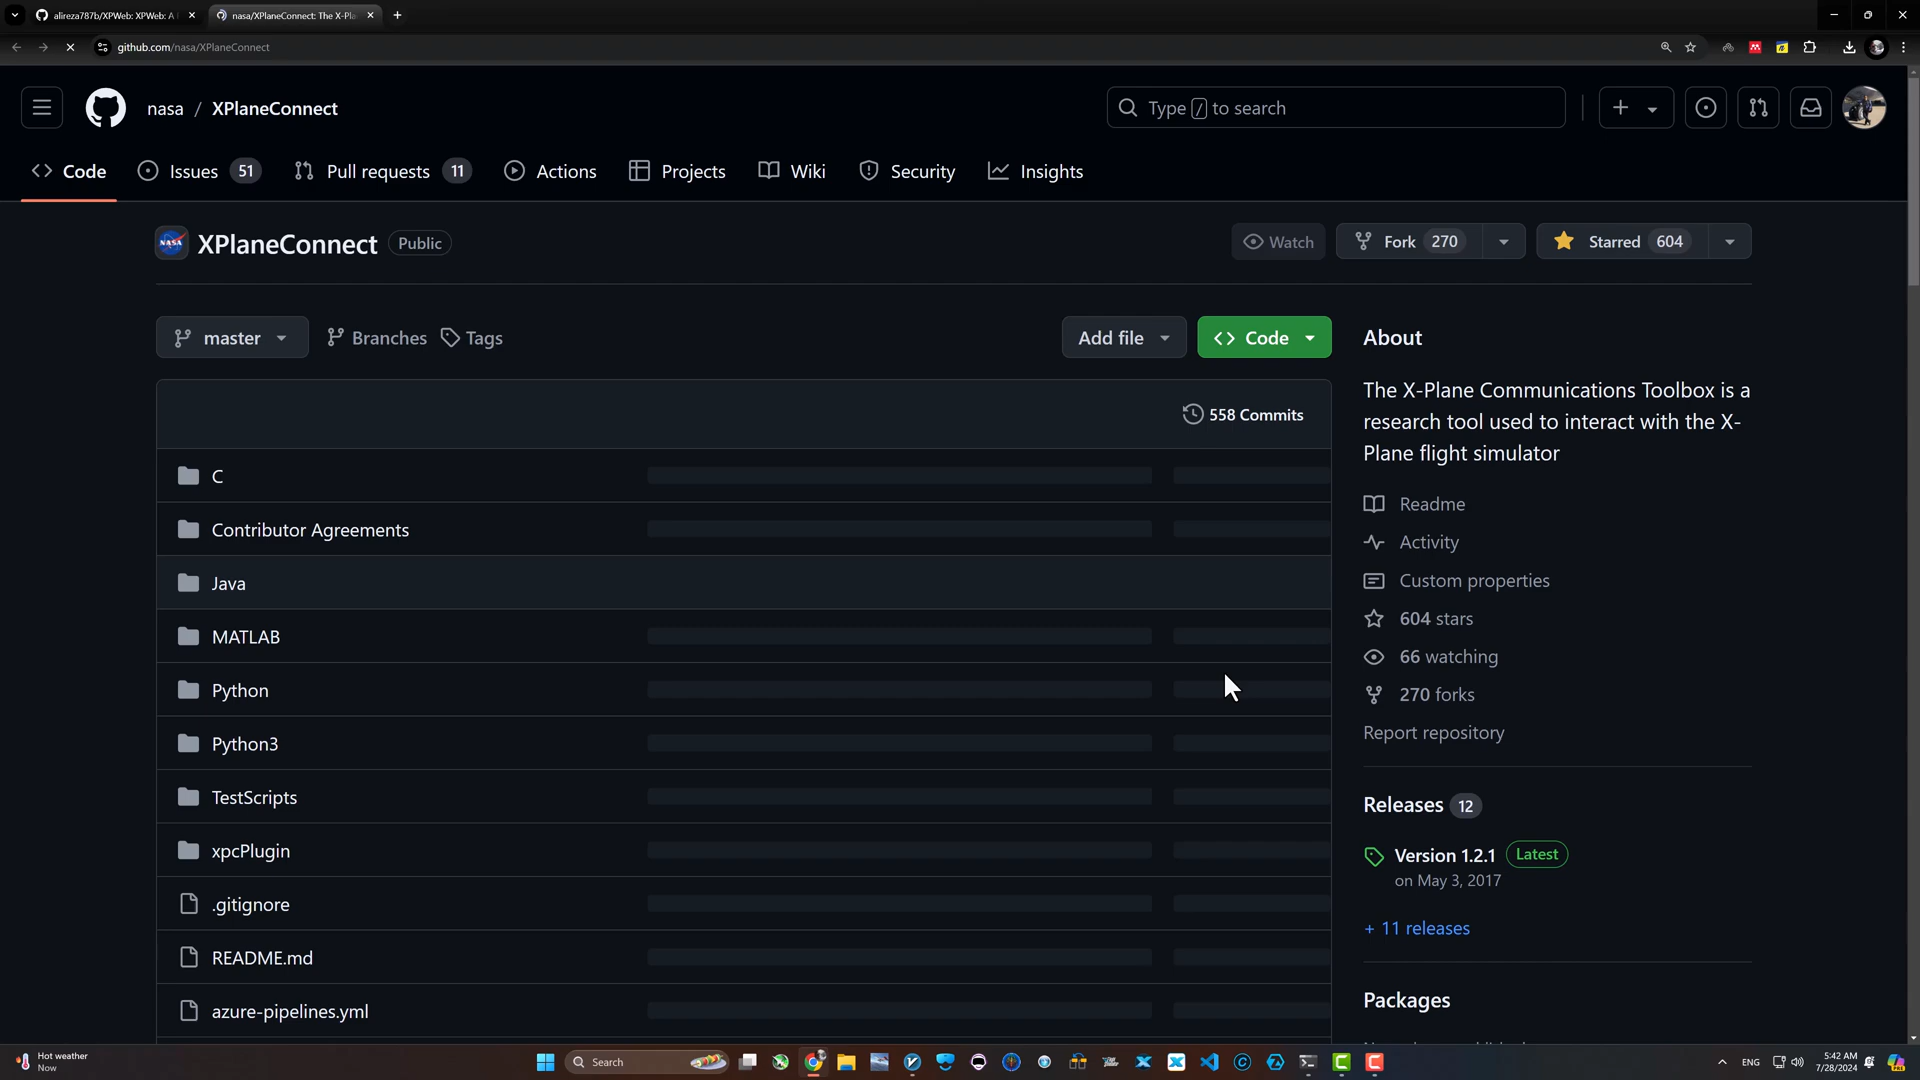 alireza787b/XPWeb: XPWeb: A
nasa/XPlaneConnect: The X-Pla
github.com/nasa/XPlaneConnect
nasa / XPlaneConnect
Type / to search
Code
Issues 51
Pull requests 11
Actions
Projects
Wiki
Security
Insights
NASA
XPlaneConnect
Public
Watch
Fork 270
Starred 604
master
Branches
Tags
Add file
Code
558 Commits
C
Contributor Agreements
Java
MATLAB
Python
Python3
TestScripts
xpcPlugin
.gitignore
README.md
azure-pipelines.yml
About
The X-Plane Communications Toolbox is a
research tool used to interact with the X-
Plane flight simulator
Readme
Activity
Custom properties
604 stars
66 watching
270 forks
Report repository
Releases 12
Version 1.2.1 Latest
on May 3, 2017
+ 11 releases
Packages
Hot weather
Now
Search
ENG
5:42 AM
7/28/2024